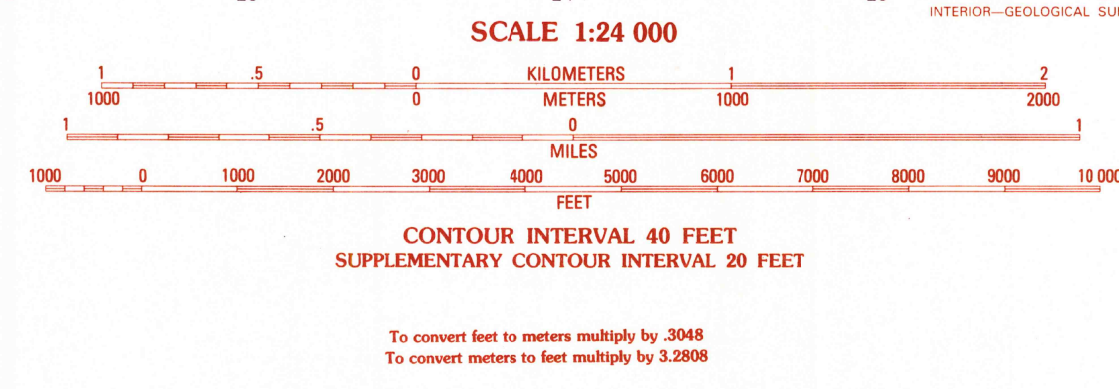 INTERIOR—GEOLOGICAL
SCALE 1:24 000
1 .5 0 KILOMETERS 1 2
1000 0 METERS 1000 2000
1 .5 0 1
MILES
1000 0 1000 2000 3000 4000 5000 6000 7000 8000 9000 10 000
FEET
CONTOUR INTERVAL 40 FEET
SUPPLEMENTARY CONTOUR INTERVAL 20 FEET
To convert feet to meters multiply by .3048
To convert meters to feet multiply by 3.2808